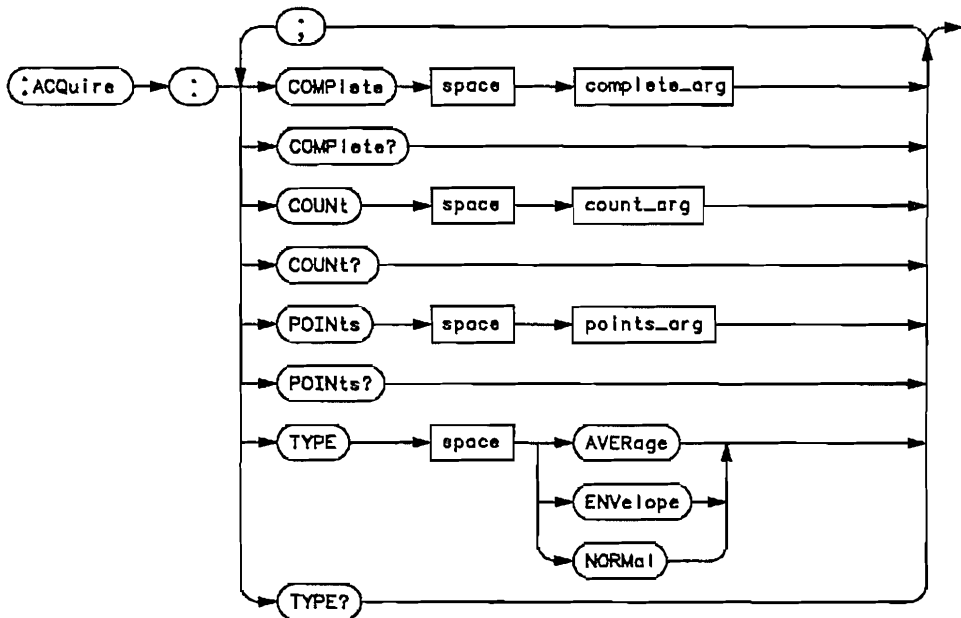 ;
:ACQuire : COMPlete space complete_arg
COMPlete?
COUNt space count_arg
COUNt?
POINts space points_arg
POINts?
TYPE space AVERage
ENVelope
NORMal
TYPE?